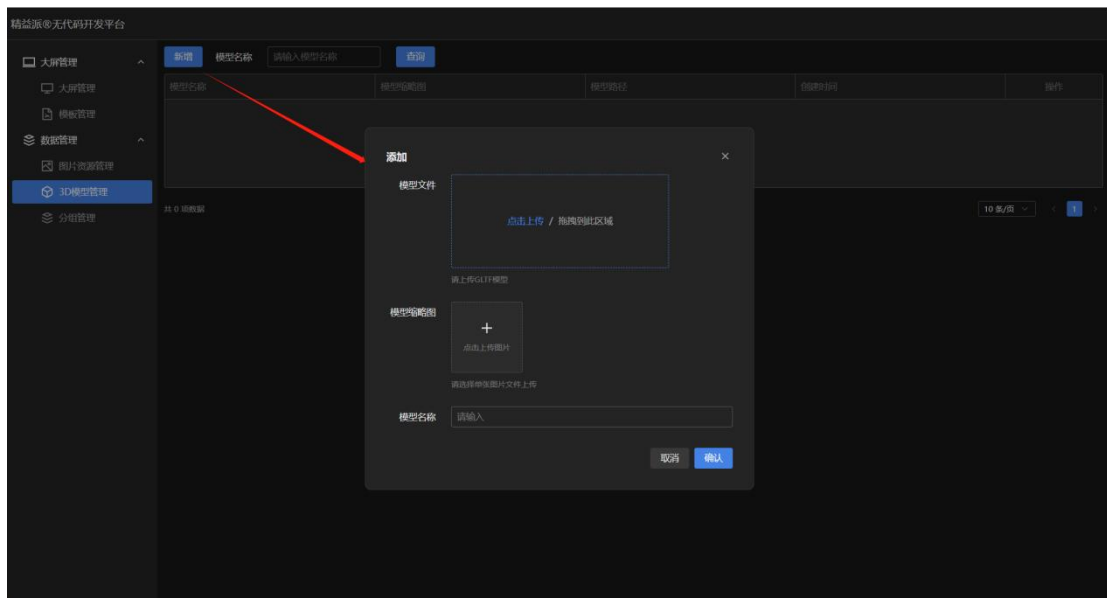 精益派®无代码开发平台
大屏管理
大屏管理
模板管理
数据管理
图片资源管理
3D模型管理
分组管理
新增 模型名称 请输入模型名称 查询
模型名称 模型缩略图 模型路径 创建时间 操作
共 0 项数据 10 条/页 1
添加
模型文件
点击上传 / 拖拽到此区域
请上传GLTF模型
模型缩略图
点击上传图片
请选择单张图片文件上传
模型名称 请输入
取消 确认